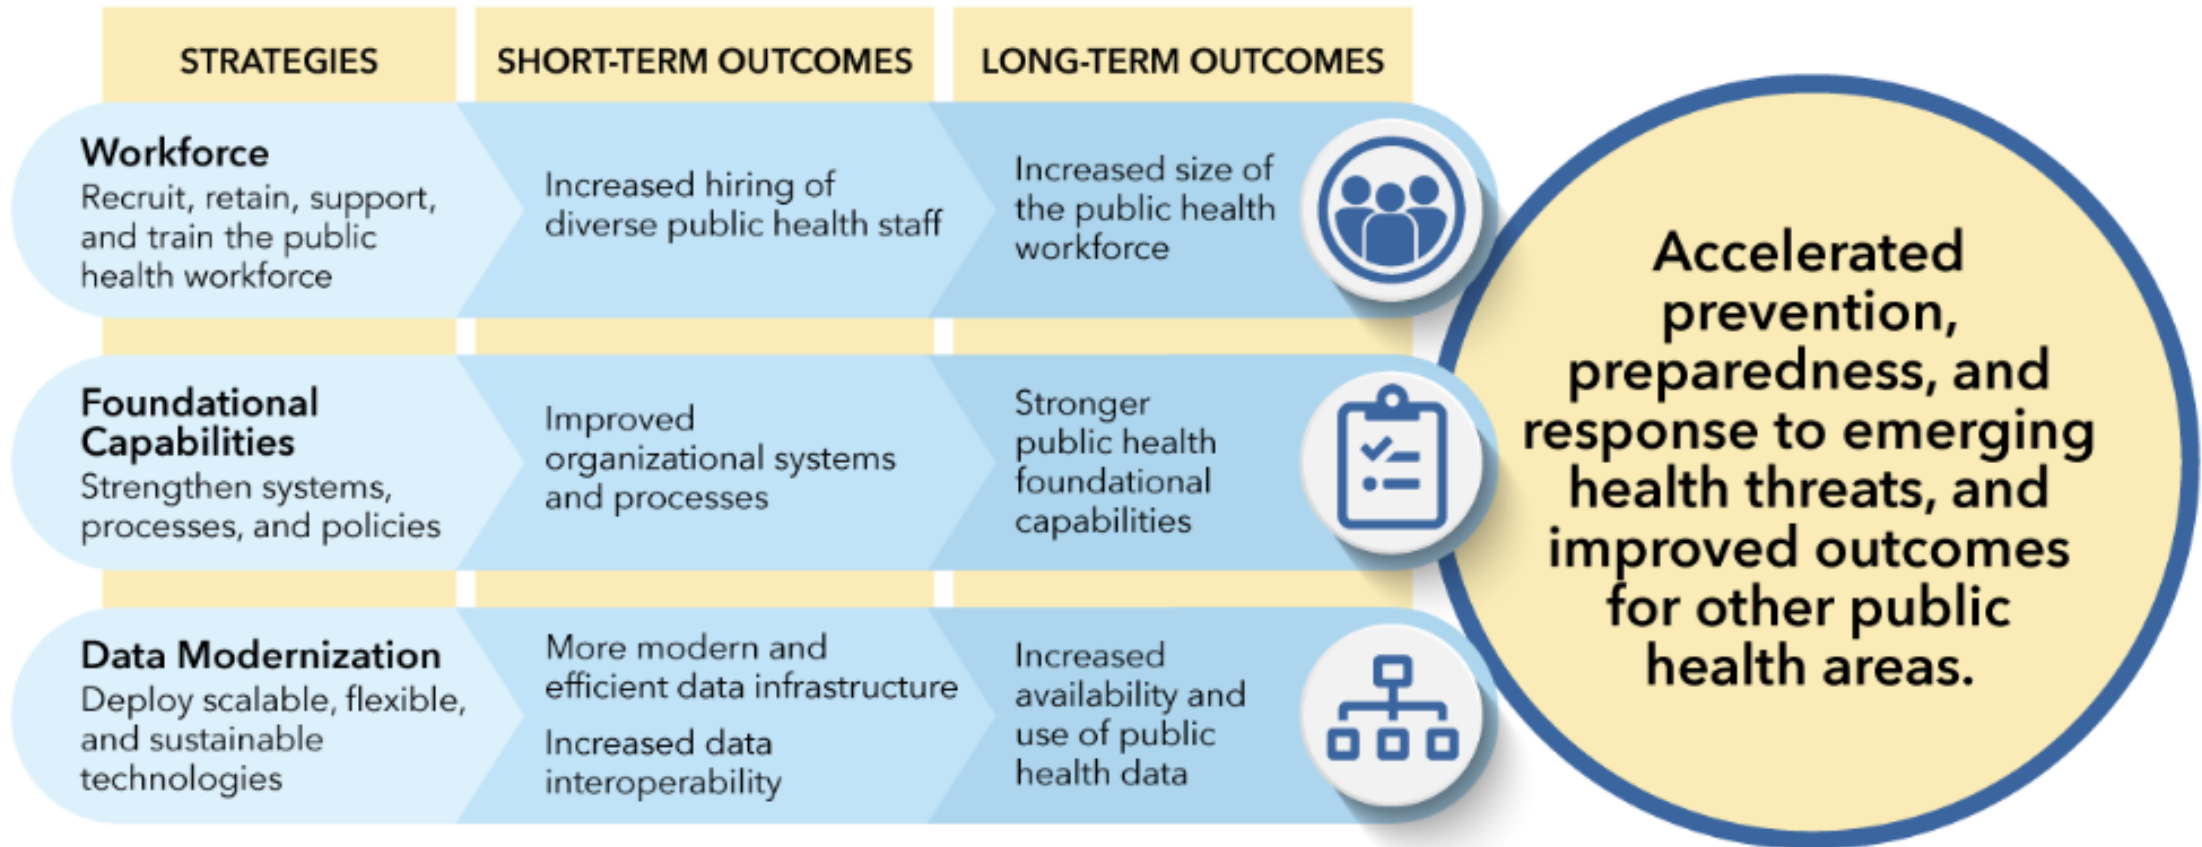 STRATEGIES
SHORT-TERM OUTCOMES
LONG-TERM OUTCOMES
Workforce
Recruit, retain, support,
and train the public
health workforce
Increased hiring of
diverse public health staff
Increased size of
the public health
workforce
Foundational
Capabilities
Strengthen systems,
processes, and policies
Improved
organizational systems
and processes
Stronger
public health
foundational
capabilities
Data Modernization
Deploy scalable, flexible,
and sustainable
technologies
More modern and
efficient data infrastructure
Increased data
interoperability
Increased
availability and
use of public
health data
Accelerated
prevention,
preparedness, and
response to emerging
health threats, and
improved outcomes
for other public
health areas.